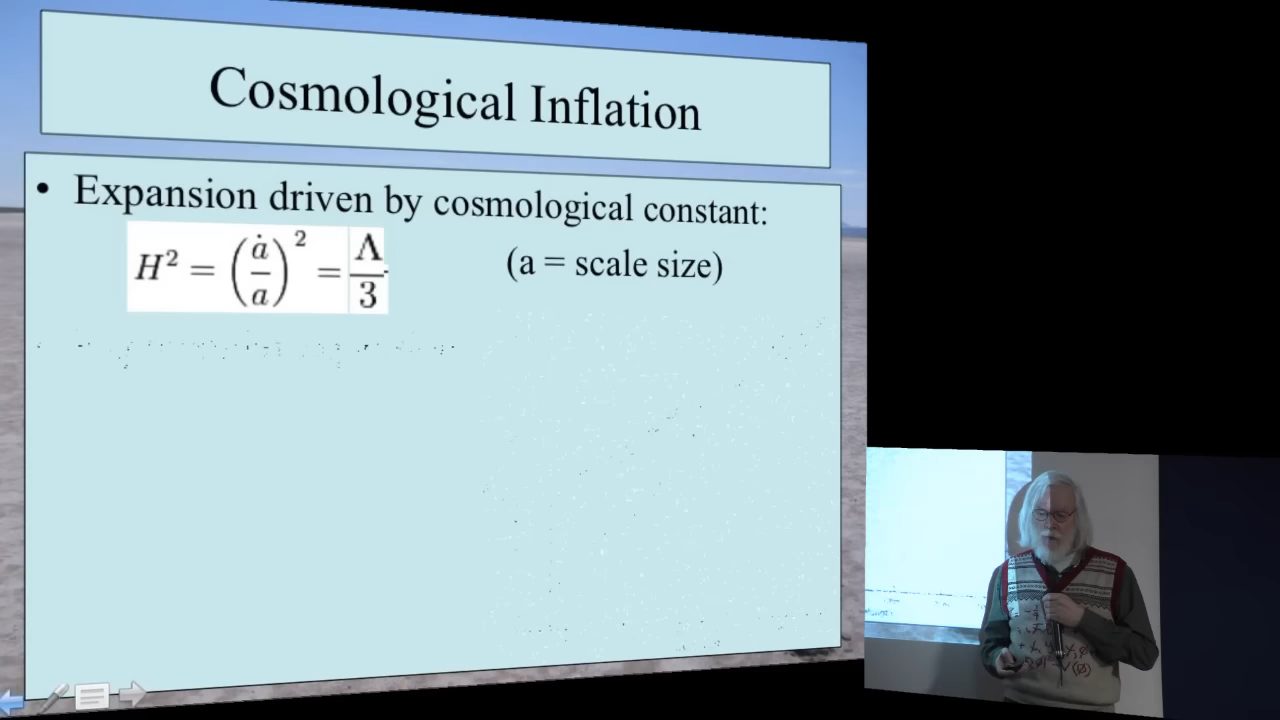 Cosmological Inflation
• Expansion driven by cosmological constant:
H² = (ȧ/a)² = Λ/3
(a = scale size)